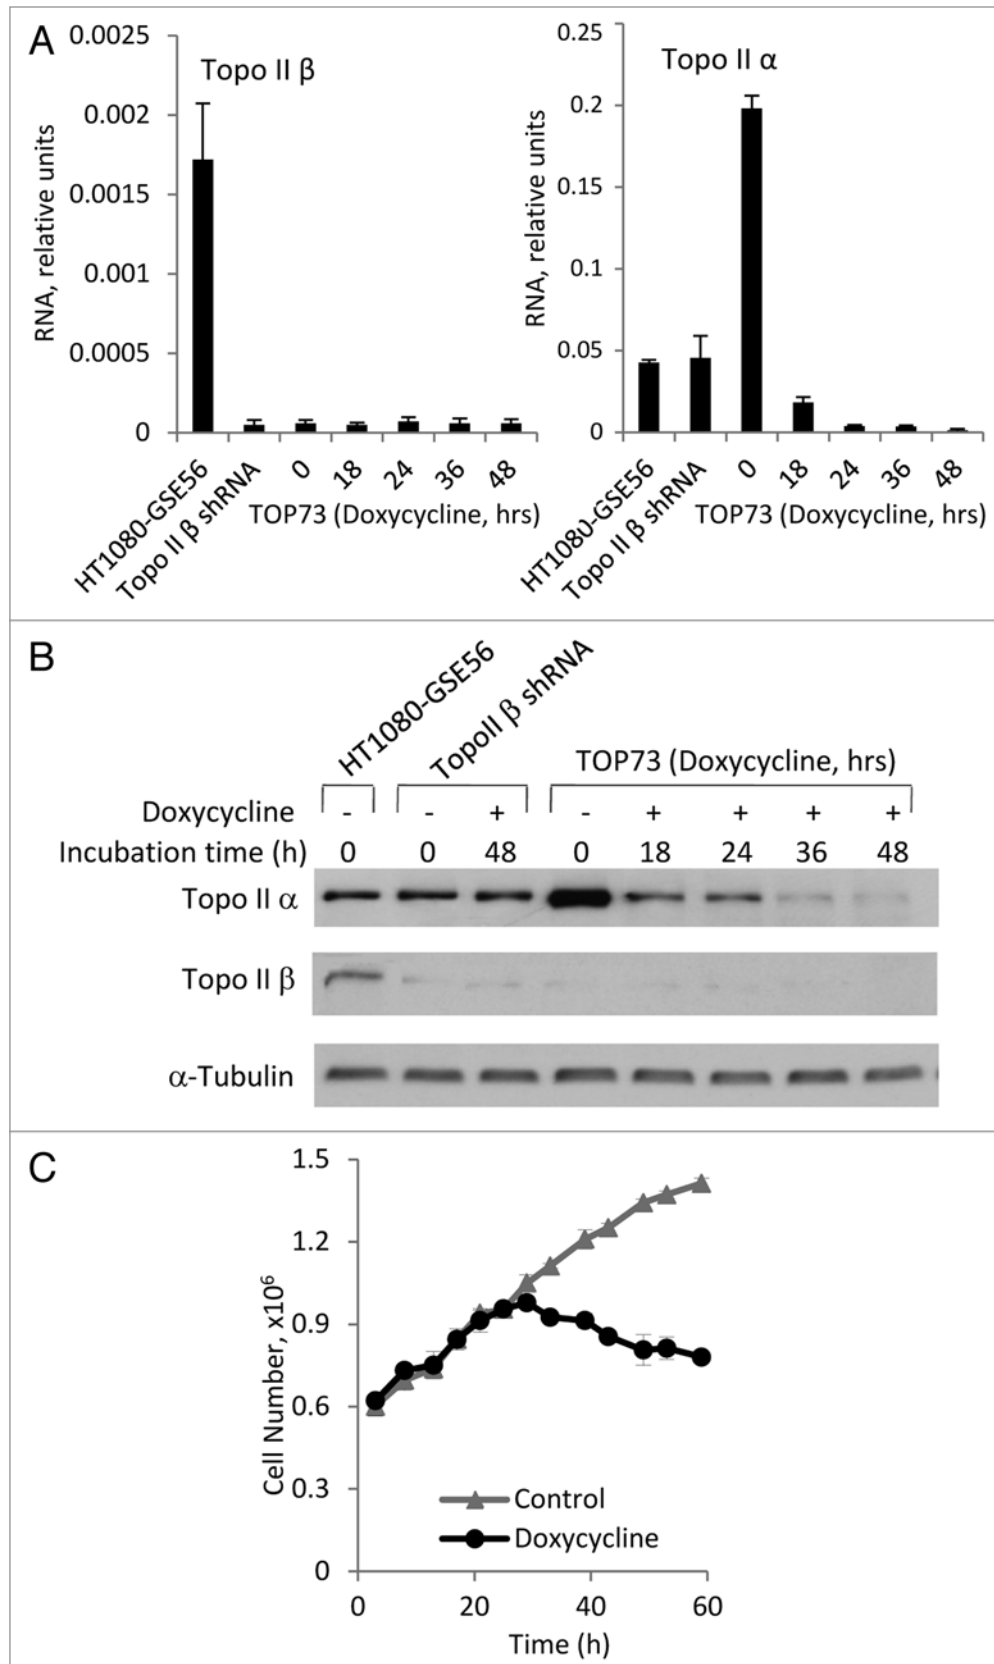 A
Topo II β
RNA, relative units
0.0025
0.002
0.0015
0.001
0.0005
0
HT1080-GSE56
Topo II β shRNA
0 18 24 36 48
TOP73 (Doxycycline, hrs)
Topo II α
RNA, relative units
0.25
0.2
0.15
0.1
0.05
0
HT1080-GSE56
Topo II β shRNA
0 18 24 36 48
TOP73 (Doxycycline, hrs)
B
HT1080-GSE56
TopoII β shRNA
TOP73 (Doxycycline, hrs)
Doxycycline - - + - + + + +
Incubation time (h) 0 0 48 0 18 24 36 48
Topo II α
Topo II β
α-Tubulin
C
Cell Number, x10⁶
1.5
1.2
0.9
0.6
0.3
0
Control
Doxycycline
0 20 40 60
Time (h)